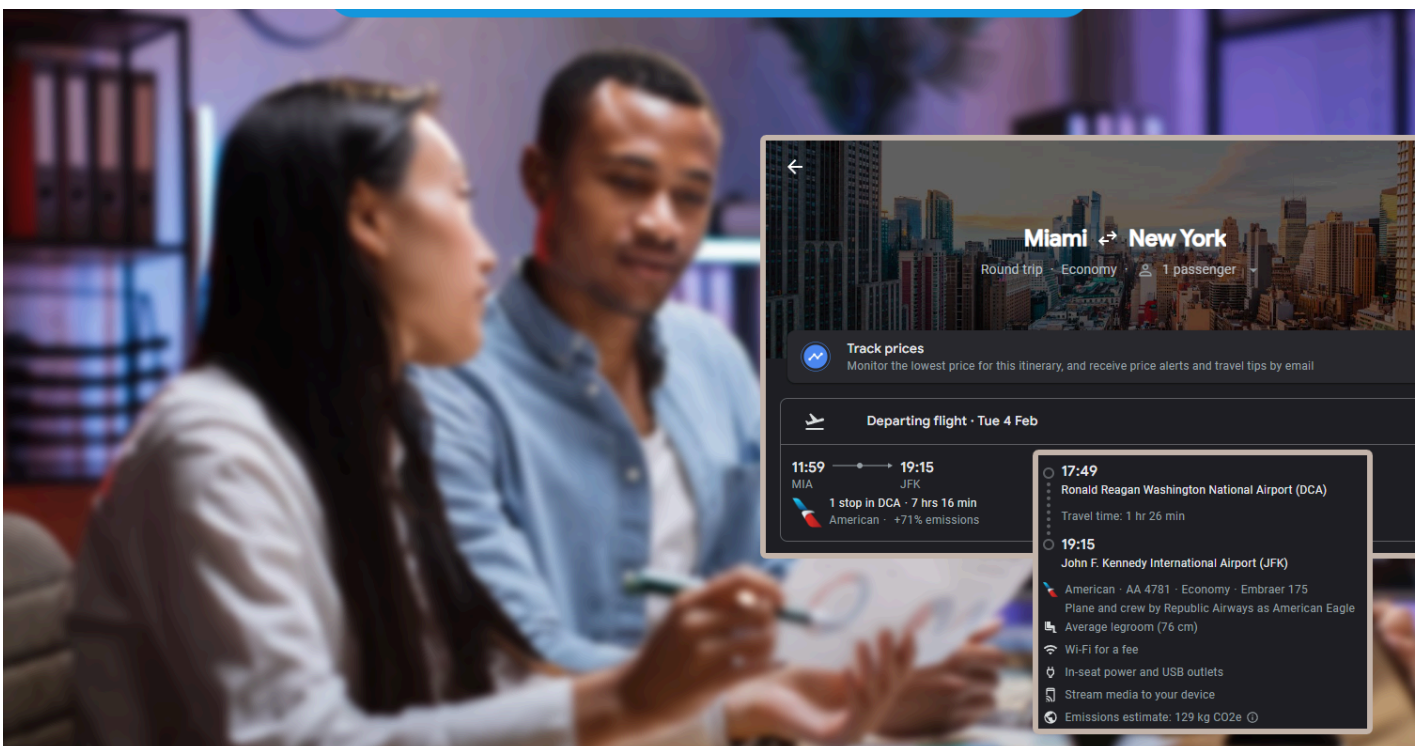 Miami ⇄ New York
Round trip · Economy · 1 passenger
Track prices
Monitor the lowest price for this itinerary, and receive price alerts and travel tips by email
Departing flight · Tue 4 Feb
11:59 19:15
MIA JFK
1 stop in DCA · 7 hrs 16 min
American · +71% emissions
17:49
Ronald Reagan Washington National Airport (DCA)
Travel time: 1 hr 26 min
19:15
John F. Kennedy International Airport (JFK)
American · AA 4781 · Economy · Embraer 175
Plane and crew by Republic Airways as American Eagle
Average legroom (76 cm)
Wi-Fi for a fee
In-seat power and USB outlets
Stream media to your device
Emissions estimate: 129 kg CO2e